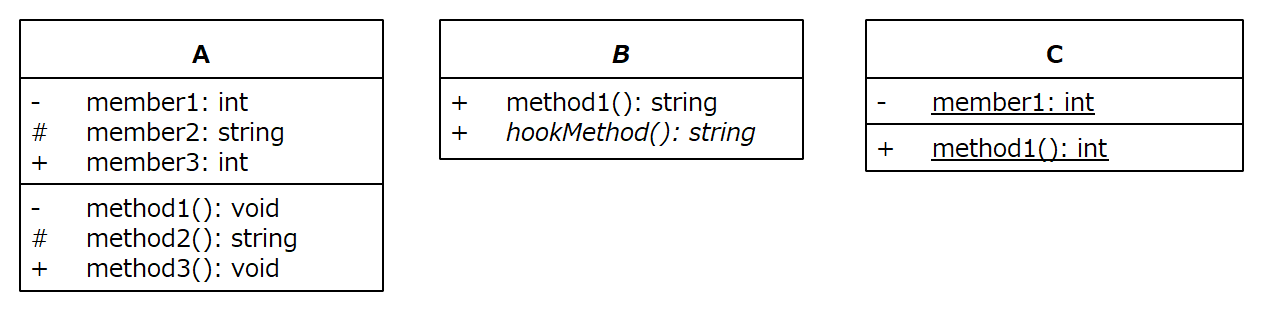 A
- member1: int
# member2: string
+ member3: int
- method1(): void
# method2(): string
+ method3(): void
B
+ method1(): string
+ hookMethod(): string
C
- member1: int
+ method1(): int